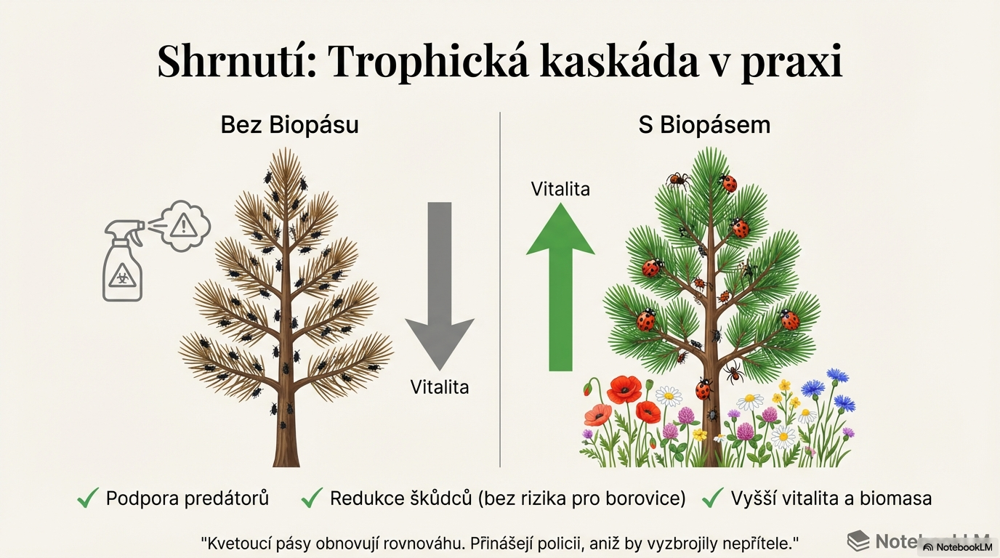 Shrnutí: Trophická kaskáda v praxi
Bez Biopásu
S Biopásem
Vitalita
Vitalita
Podpora predátorů
Redukce škůdců (bez rizika pro borovice)
Vyšší vitalita a biomasa
"Kvetoucí pásy obnovují rovnováhu. Přinášejí policii, aniž by vyzbrojily nepřítele."
NotebookLM